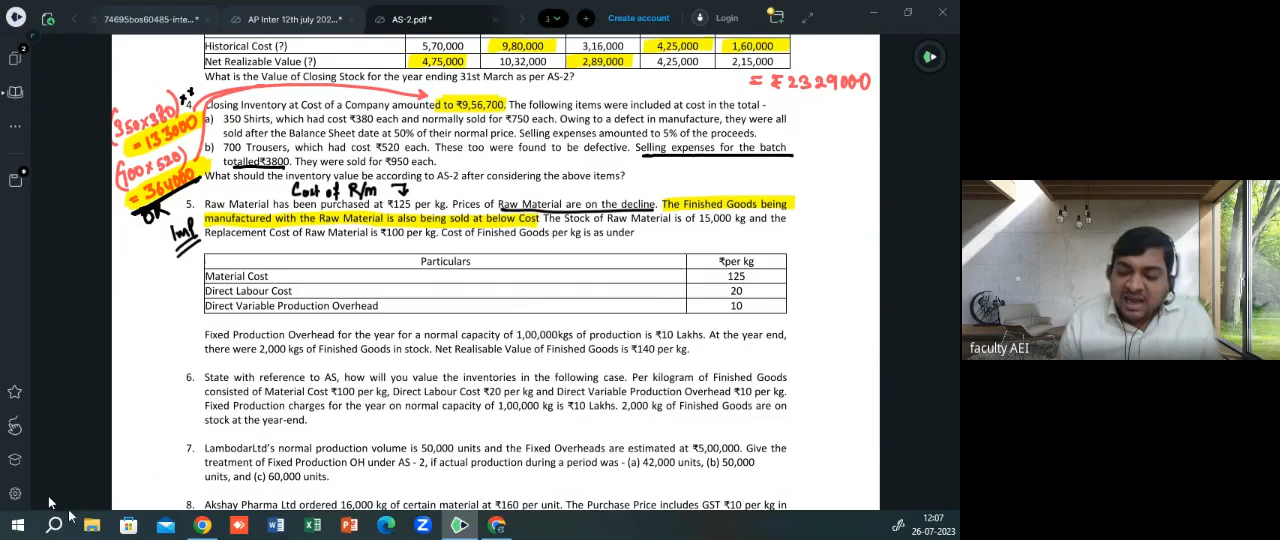 74695bos60485-inte...*
AP Inter 12th july 202...*
AS-2.pdf*
3
Create account
Login
2
Historical Cost (?) 5,70,000 9,80,000 3,16,000 4,25,000 1,60,000
Net Realizable Value (?) 4,75,000 10,32,000 2,89,000 4,25,000 2,15,000
What is the Value of Closing Stock for the year ending 31st March as per AS-2?
= ₹2329000
4. Closing Inventory at Cost of a Company amounted to ₹9,56,700. The following items were included at cost in the total -
a) 350 Shirts, which had cost ₹380 each and normally sold for ₹750 each. Owing to a defect in manufacture, they were all
sold after the Balance Sheet date at 50% of their normal price. Selling expenses amounted to 5% of the proceeds.
b) 700 Trousers, which had cost ₹520 each. These too were found to be defective. Selling expenses for the batch
totalled₹3800. They were sold for ₹950 each.
What should the inventory value be according to AS-2 after considering the above items?
(350 x 380)
= 133000
(700 x 520)
= 364000
OR
Cost of R/m ↓
Imp
5. Raw Material has been purchased at ₹125 per kg. Prices of Raw Material are on the decline. The Finished Goods being
manufactured with the Raw Material is also being sold at below Cost The Stock of Raw Material is of 15,000 kg and the
Replacement Cost of Raw Material is ₹100 per kg. Cost of Finished Goods per kg is as under
Particulars ₹per kg
Material Cost 125
Direct Labour Cost 20
Direct Variable Production Overhead 10
Fixed Production Overhead for the year for a normal capacity of 1,00,000kgs of production is ₹10 Lakhs. At the year end,
there were 2,000 kgs of Finished Goods in stock. Net Realisable Value of Finished Goods is ₹140 per kg.
6. State with reference to AS, how will you value the inventories in the following case. Per kilogram of Finished Goods
consisted of Material Cost ₹100 per kg, Direct Labour Cost ₹20 per kg and Direct Variable Production Overhead ₹10 per kg.
Fixed Production charges for the year on normal capacity of 1,00,000 kg is ₹10 Lakhs. 2,000 kg of Finished Goods are on
stock at the year-end.
7. LambodarLtd's normal production volume is 50,000 units and the Fixed Overheads are estimated at ₹5,00,000. Give the
treatment of Fixed Production OH under AS - 2, if actual production during a period was - (a) 42,000 units, (b) 50,000
units, and (c) 60,000 units.
8. Akshay Pharma Ltd ordered 16,000 kg of certain material at ₹160 per unit. The Purchase Price includes GST ₹10 per kg in
faculty AEI
12:07
26-07-2023